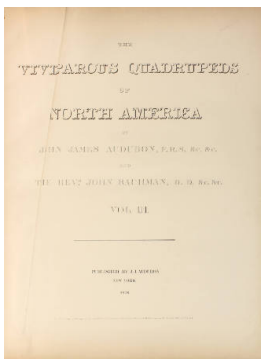 THE
VIVIPAROUS QUADRUPEDS
OF
NORTH AMERICA
BY
JOHN JAMES AUDUBON, F.R.S. &c. &c.
AND
THE REVD. JOHN BACHMAN, D. D. &c. &c.
VOL. III.
PUBLISHED BY J. J. AUDUBON
NEW YORK.